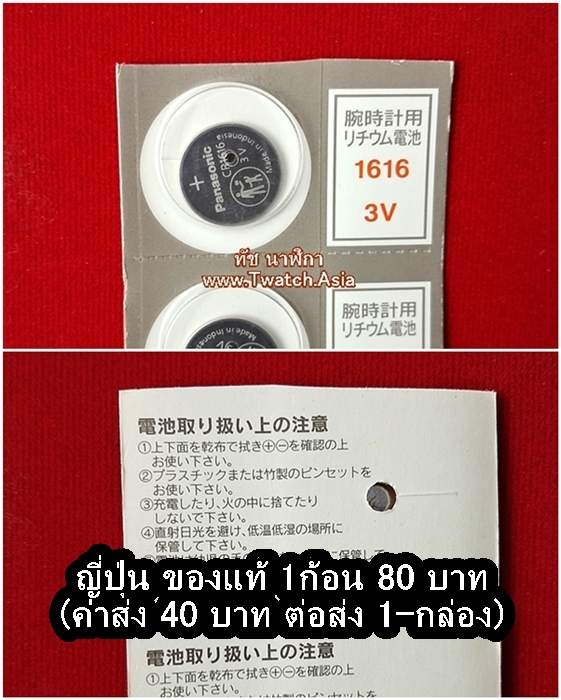 腕時計用
リチウム電池
1616
3V
Panasonic
CR1616
3V
Made in Indonesia
+
ทัช นาฬิกา
www.Twatch.Asia
腕時計用
リチウム電池
Made in Indonesia
3V
電池取り扱い上の注意
①上下面を乾布で拭き⊕⊖を確認の上
お使い下さい。
②プラスチックまたは竹製のピンセットを
お使い下さい。
③充電したり、火の中に捨てたり
しないで下さい。
④直射日光を避け、低温低湿の場所に
保管して下さい。
ญี่ปุ่น ของแท้ 1ก้อน 80 บาท
(ค่าส่ง 40 บาท ต่อส่ง 1-กล่อง)
電池取り扱い上の注意
①上下面を乾布で拭き⊕⊖を確認の上
お使い下さい。